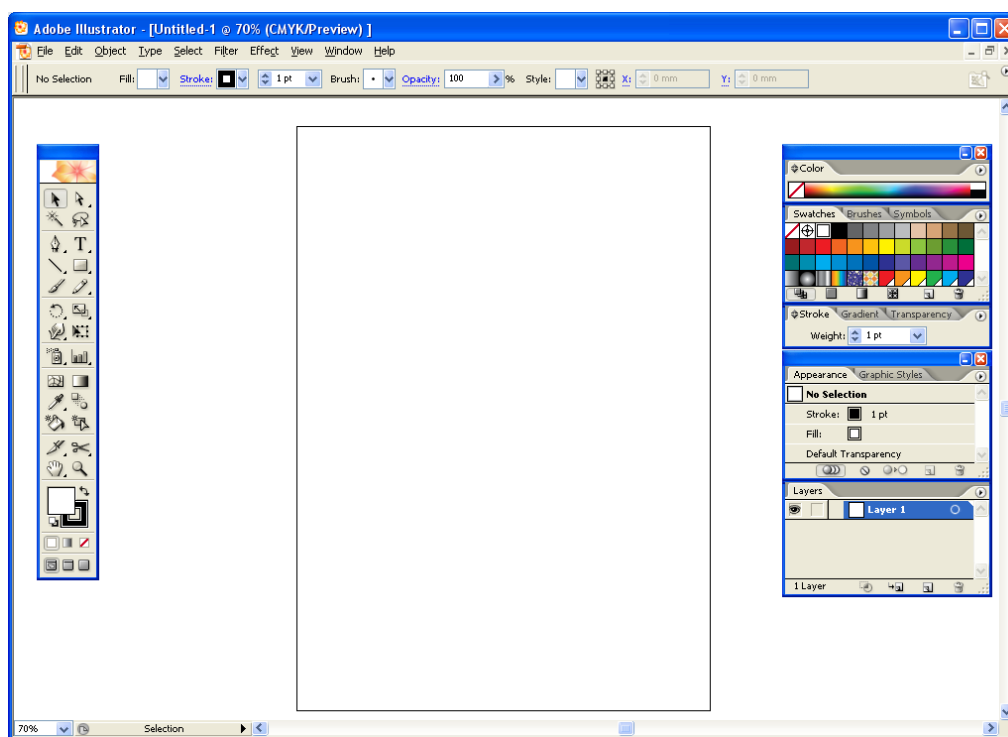 Adobe Illustrator - [Untitled-1 @ 70% (CMYK/Preview) ]
File Edit Object Type Select Filter Effect View Window Help
No Selection Fill: Stroke: 1 pt Brush: Opacity: 100 % Style: X: 0 mm Y: 0 mm
T
Color
Swatches Brushes Symbols
Stroke Gradient Transparency
Weight: 1 pt
Appearance Graphic Styles
No Selection
Stroke: 1 pt
Fill:
Default Transparency
Layers
Layer 1
1 Layer
70% Selection